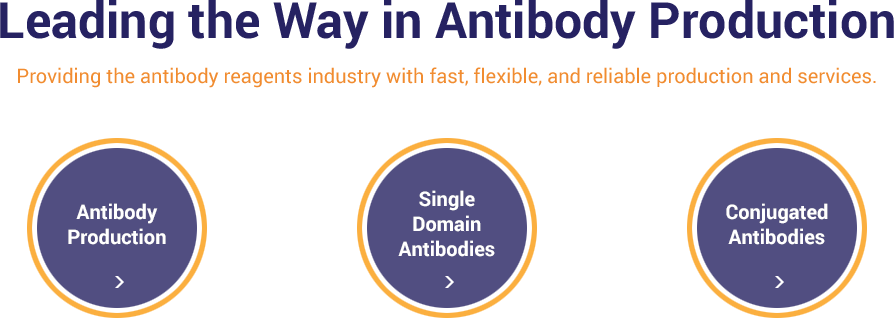 Leading the Way in Antibody Production
Providing the antibody reagents industry with fast, flexible, and reliable production and services.
Antibody
Production
Single
Domain
Antibodies
Conjugated
Antibodies